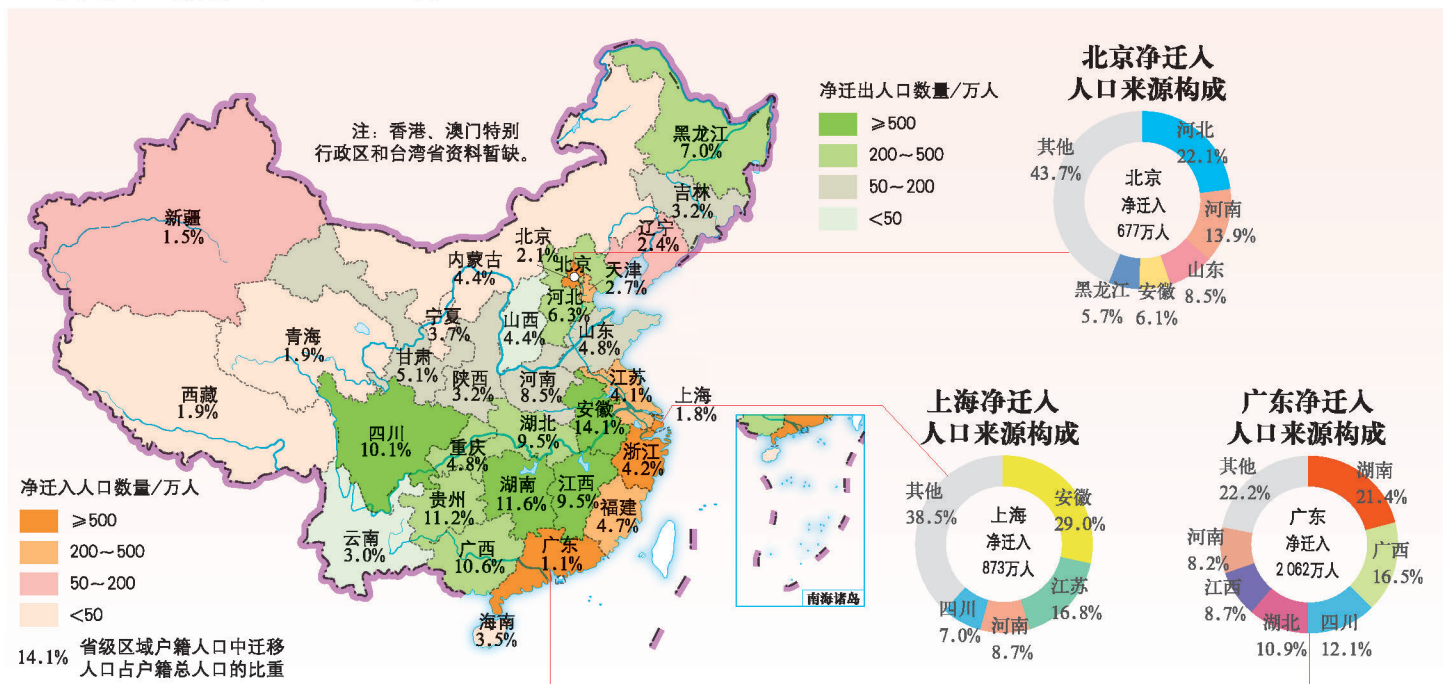 注：香港、澳门特别
行政区和台湾省资料暂缺。
净迁出人口数量/万人
≥500
200～500
50～200
<50
黑龙江
7.0%
吉林
3.2%
辽宁
2.4%
新疆
1.5%
内蒙古
4.4%
北京
2.1%
北京
天津
2.7%
河北
6.3%
山西
4.4%
宁夏
3.7%
山东
4.8%
青海
1.9%
甘肃
5.1%
陕西
3.2%
河南
8.5%
江苏
4.1%
上海
1.8%
西藏
1.9%
四川
10.1%
重庆
4.8%
湖北
9.5%
安徽
14.1%
浙江
4.2%
贵州
11.2%
湖南
11.6%
江西
9.5%
福建
4.7%
云南
3.0%
广西
10.6%
广东
1.1%
海南
3.5%
南海诸岛
净迁入人口数量/万人
≥500
200～500
50～200
<50
14.1% 省级区域户籍人口中迁移
人口占户籍总人口的比重
北京净迁入
人口来源构成
河北
22.1%
河南
13.9%
山东
8.5%
安徽
6.1%
黑龙江
5.7%
其他
43.7%
北京
净迁入
677万人
上海净迁入
人口来源构成
安徽
29.0%
江苏
16.8%
河南
8.7%
四川
7.0%
其他
38.5%
上海
净迁入
873万人
广东净迁入
人口来源构成
湖南
21.4%
广西
16.5%
四川
12.1%
湖北
10.9%
江西
8.7%
河南
8.2%
其他
22.2%
广东
净迁入
2 062万人